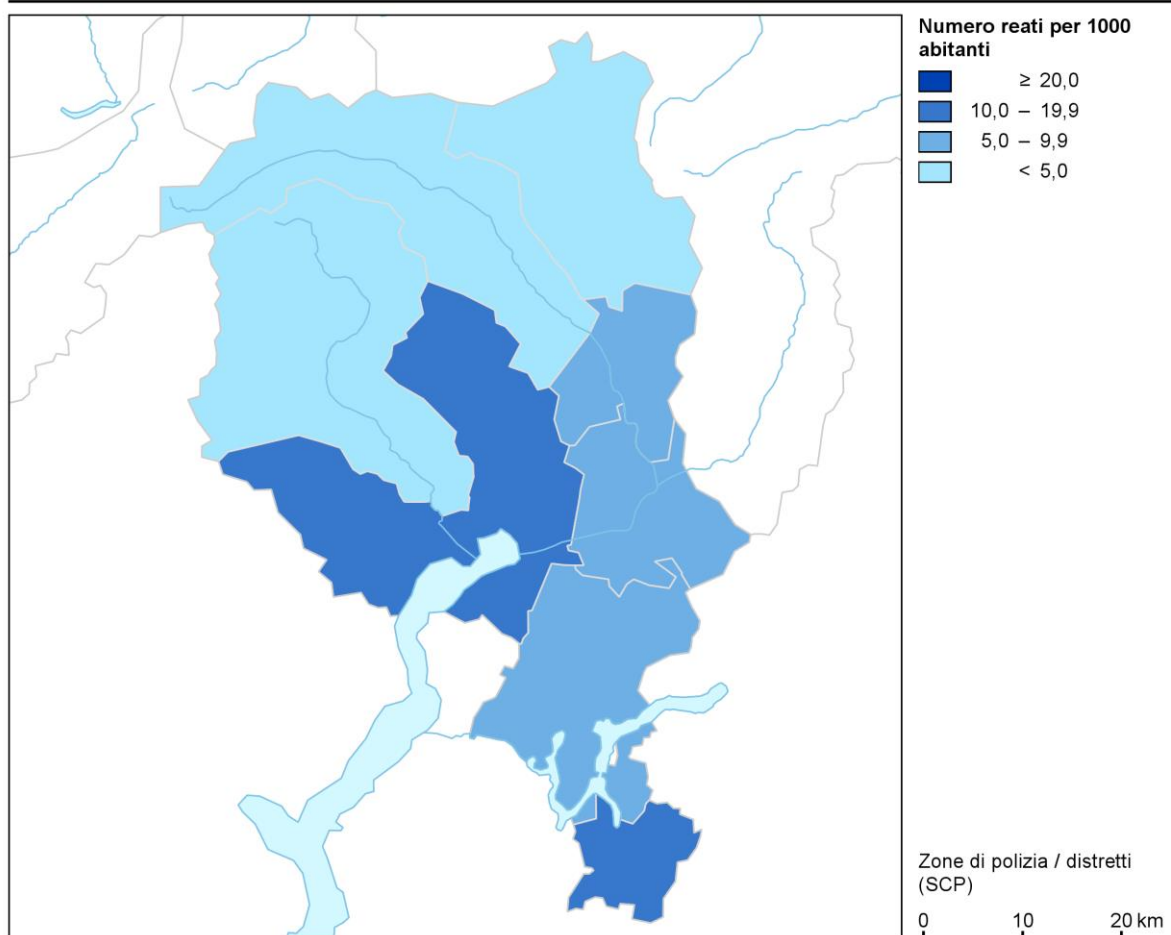 Numero reati per 1000
abitanti
≥ 20,0
10,0 – 19,9
5,0 – 9,9
< 5,0
Zone di polizia / distretti
(SCP)
0 10 20 km